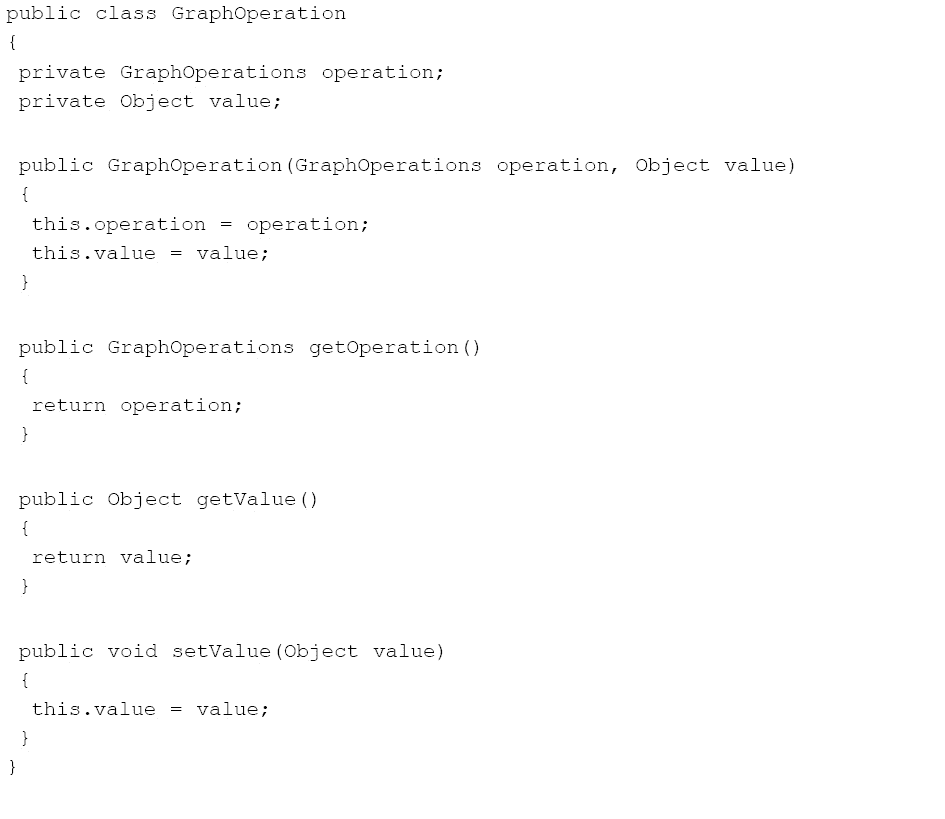 public class GraphOperation
{
private GraphOperations operation;
private Object value;
public GraphOperation(GraphOperations operation, Object value)
{
this.operation = operation;
this.value = value;
}
public GraphOperations getOperation()
{
return operation;
}
public Object getValue()
{
return value;
}
public void setValue(Object value)
{
this.value = value;
}
}